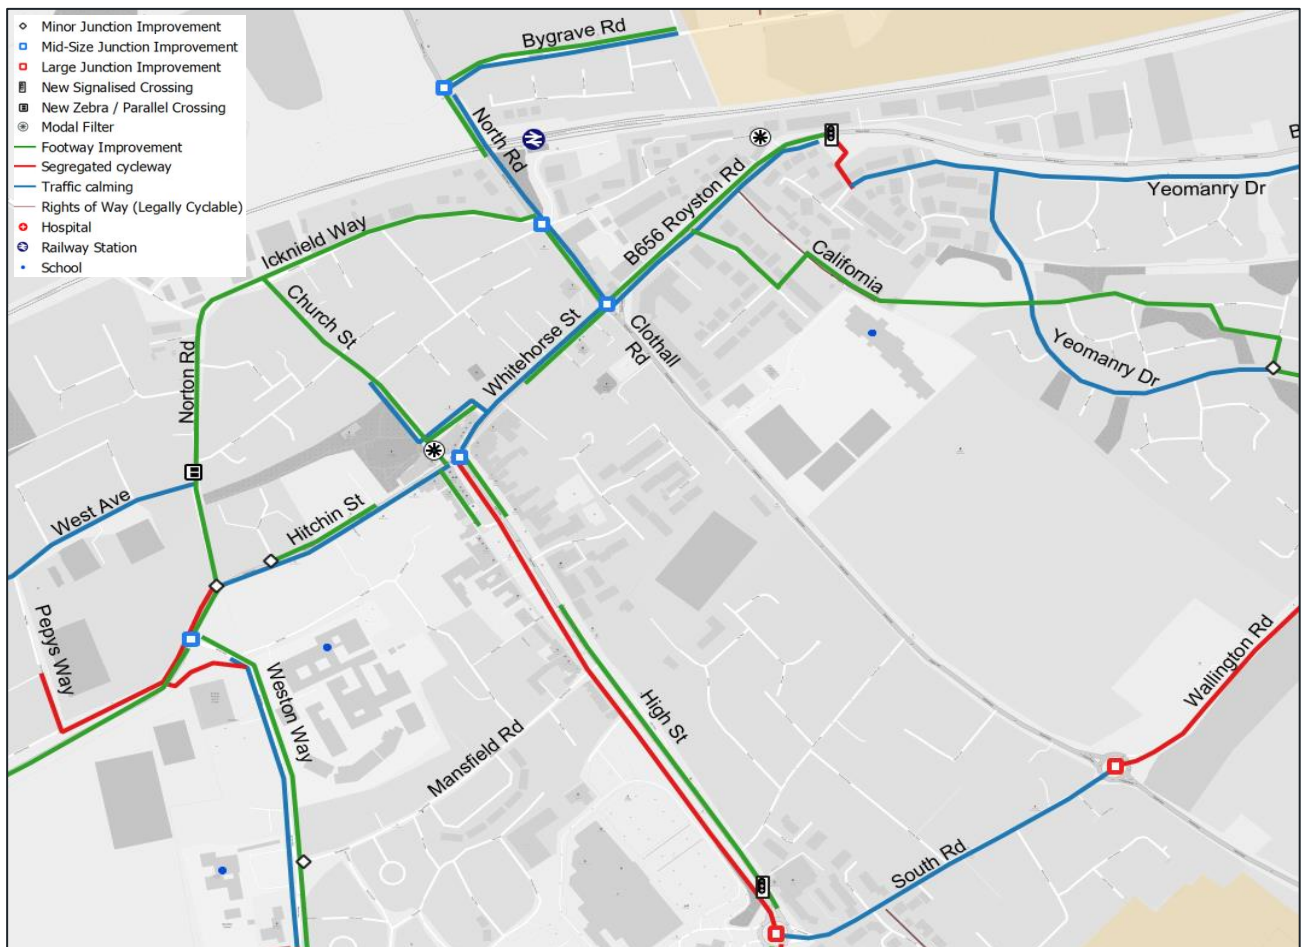 Minor Junction Improvement
Mid-Size Junction Improvement
Large Junction Improvement
New Signalised Crossing
New Zebra / Parallel Crossing
Modal Filter
Footway Improvement
Segregated cycleway
Traffic calming
Rights of Way (Legally Cyclable)
Hospital
Railway Station
School
Bygrave Rd
North Rd
B
Yeomanry Dr
B656 Royston Rd
Icknield Way
California
Church St
Whitehorse St
Clothall
Rd
Yeomanry Dr
Norton Rd
West Ave
Hitchin St
Pepys Way
Wallington Rd
Weston Way
High St
Mansfield Rd
South Rd